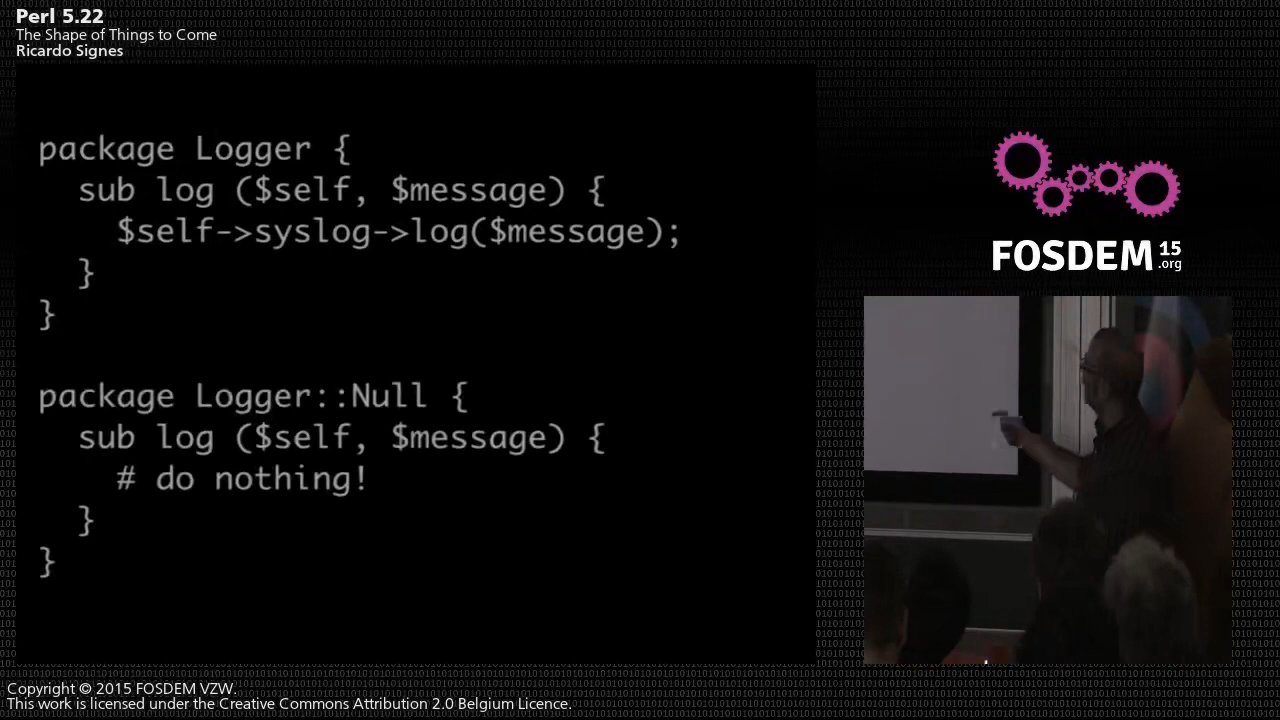 Perl 5.22
The Shape of Things to Come
Ricardo Signes
package Logger {
  sub log ($self, $message) {
    $self->syslog->log($message);
  }
}
package Logger::Null {
  sub log ($self, $message) {
    # do nothing!
  }
}
FOSDEM 15 .org
Copyright © 2015 FOSDEM VZW.
This work is licensed under the Creative Commons Attribution 2.0 Belgium Licence.